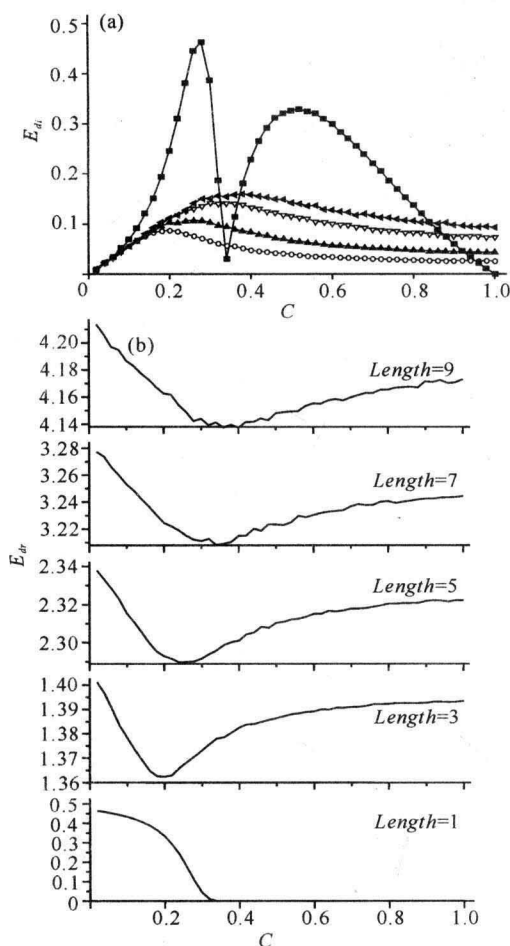 (a)
0.5
0.4
0.3
0.2
0.1
E_di
0 0.2 0.4 0.6 0.8 1.0
C
(b)
4.20
4.18
4.16
4.14
Length=9
3.28
3.26
3.24
3.22
Length=7
E_dr
2.34
2.32
2.30
Length=5
1.40
1.39
1.38
1.37
1.36
Length=3
0.5
0.4
0.3
0.2
0.1
0
Length=1
0.2 0.4 0.6 0.8 1.0
C